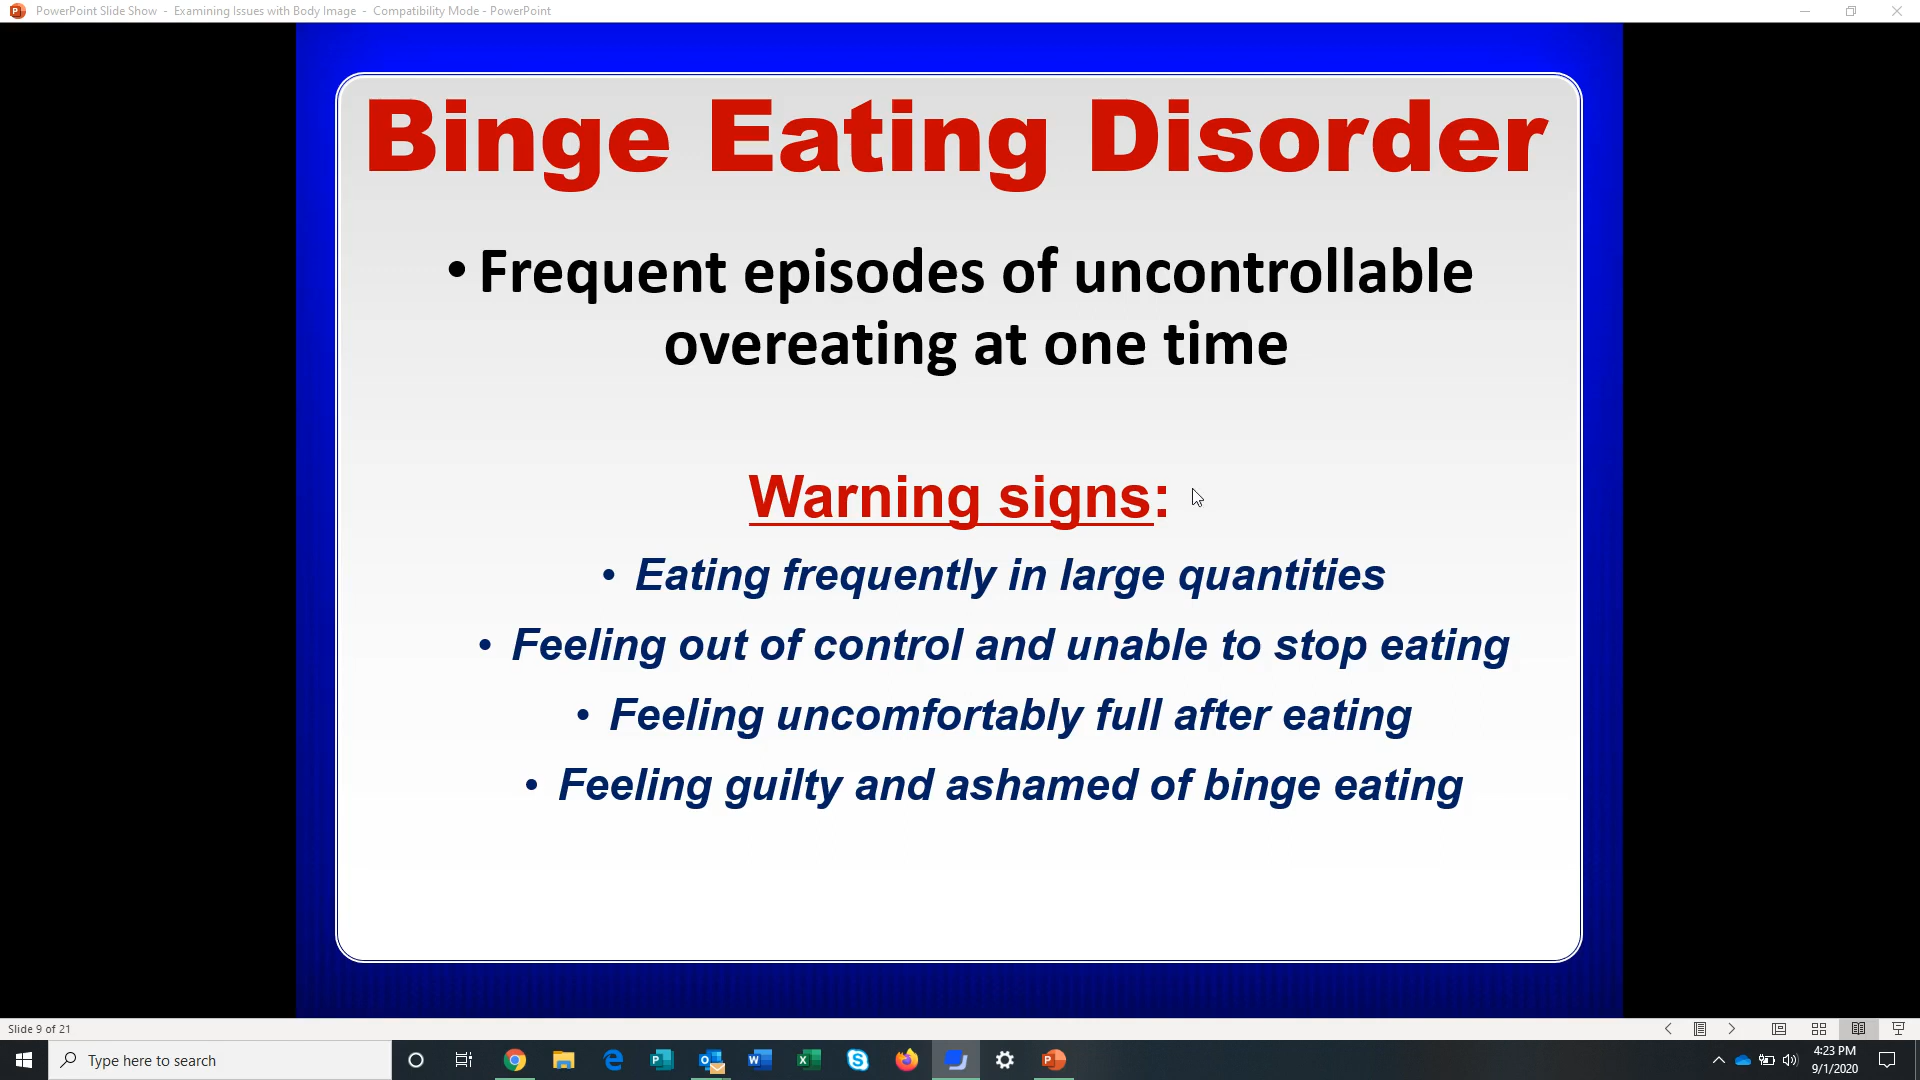 PowerPoint Slide Show - Examining Issues with Body Image - Compatibility Mode - PowerPoint
Binge Eating Disorder
• Frequent episodes of uncontrollable
overeating at one time
Warning signs:
• Eating frequently in large quantities
• Feeling out of control and unable to stop eating
• Feeling uncomfortably full after eating
• Feeling guilty and ashamed of binge eating
Slide 9 of 21
Type here to search
4:23 PM
9/1/2020